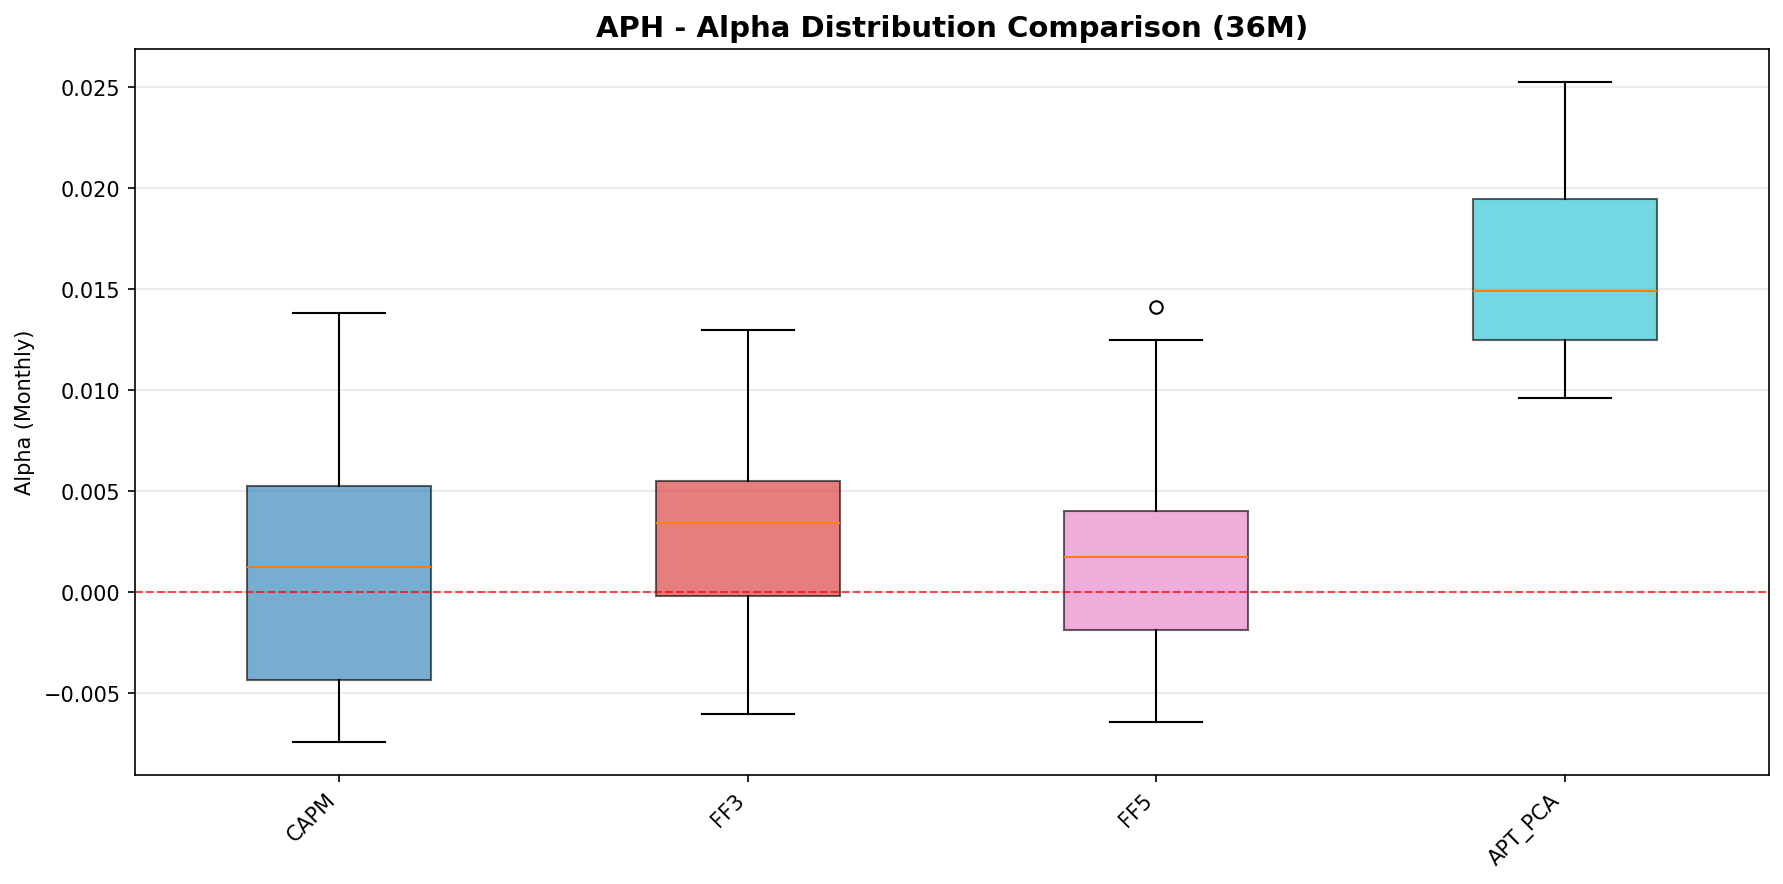 APH - Alpha Distribution Comparison (36M)
Alpha (Monthly)
0.025
0.020
0.015
0.010
0.005
0.000
−0.005
CAPM
FF3
FF5
APT_PCA